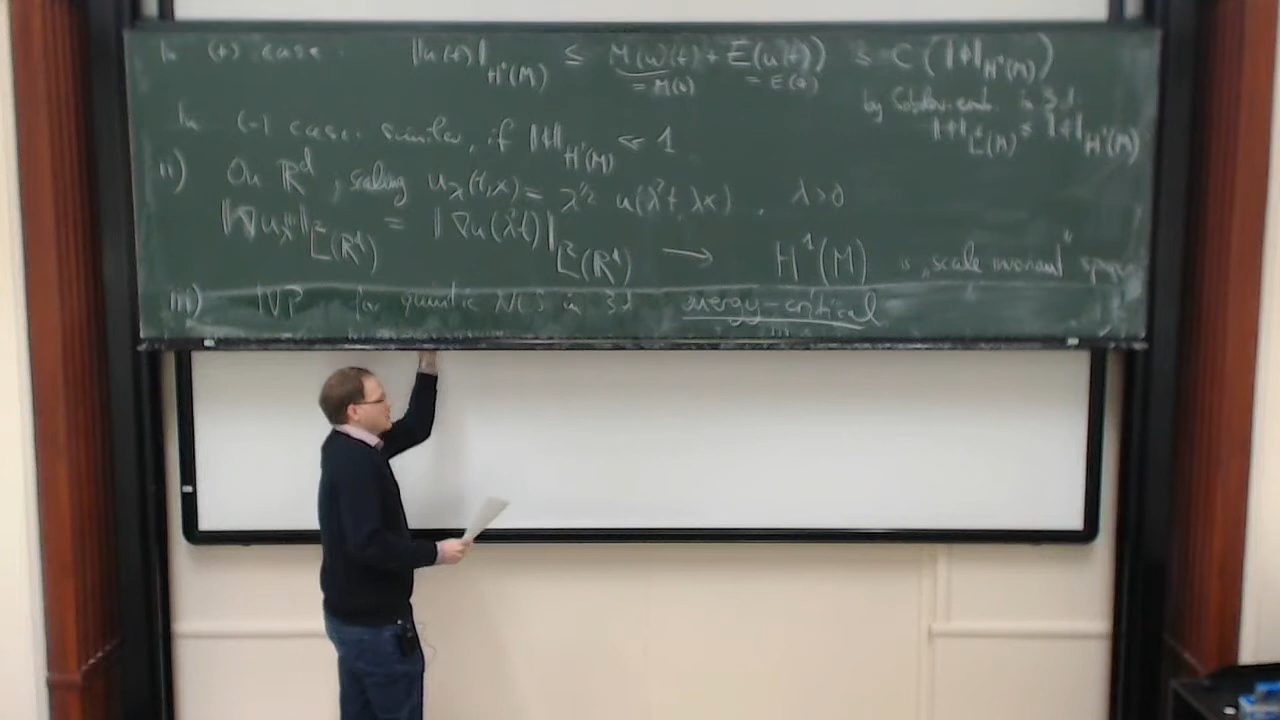 In (+) case: ‖u(t)‖_{H¹(M)} ≤ M(u(t)) + E(u(t)) ≤ C(‖f‖_{H¹(M)})
= M(0) = E(0)
by Sobolev emb. in 3d.
‖f‖_{L⁶(M)} ≲ ‖f‖_{H¹(M)}
In (-) case: similar, if ‖f‖_{H¹(M)} ≪ 1
ii) On ℝ^d, scaling u_λ(t,x) = λ^{1/2} u(λ²t, λx), λ>0
‖∇u_λ‖_{L²(ℝ^d)} = ‖∇u(λ²t)‖_{L²(ℝ^d)} → H¹(M) is "scale invariant" space
iii) IVP for quintic NLS in 3d energy-critical